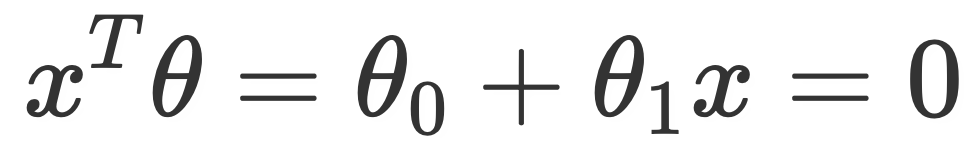 x^T θ = θ_0 + θ_1 x = 0